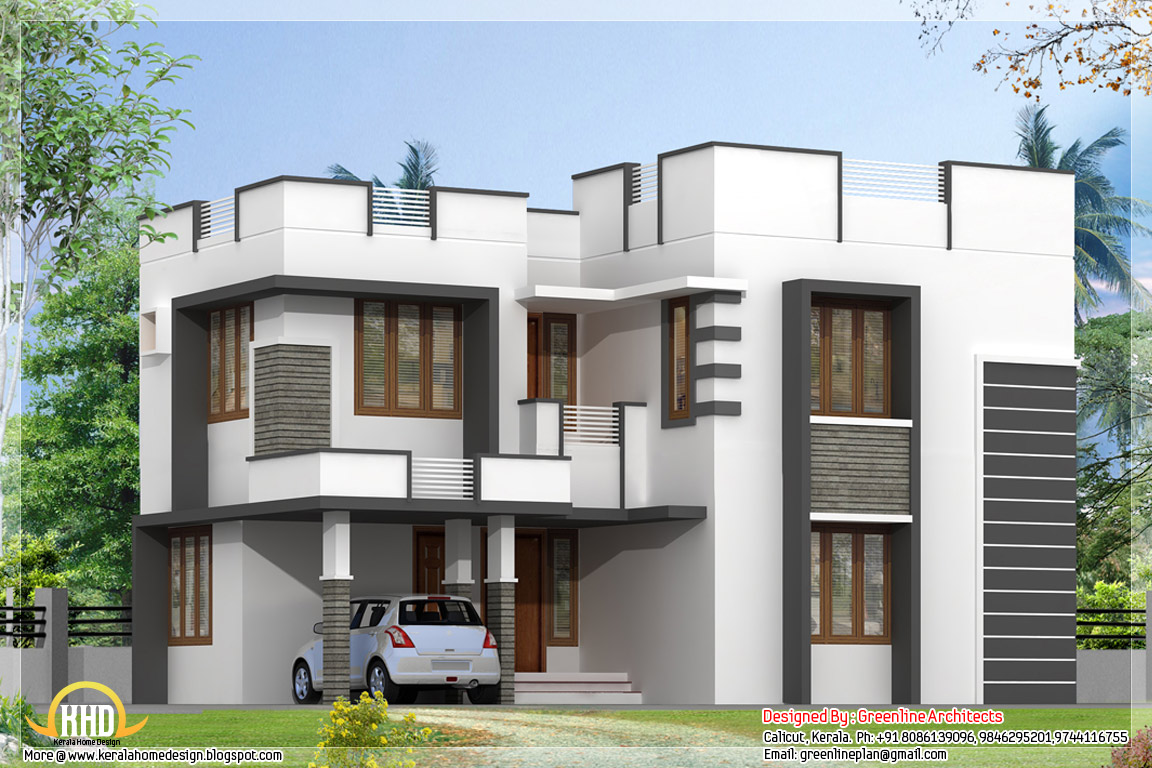 KHD
Kerala Home Design
More @ www.keralahomedesign.blogspot.com
Designed By : Greenline Architects
Calicut, Kerala. Ph: +91 8086139096, 9846295201,9744116755
Email: greenlineplan@gmail.com